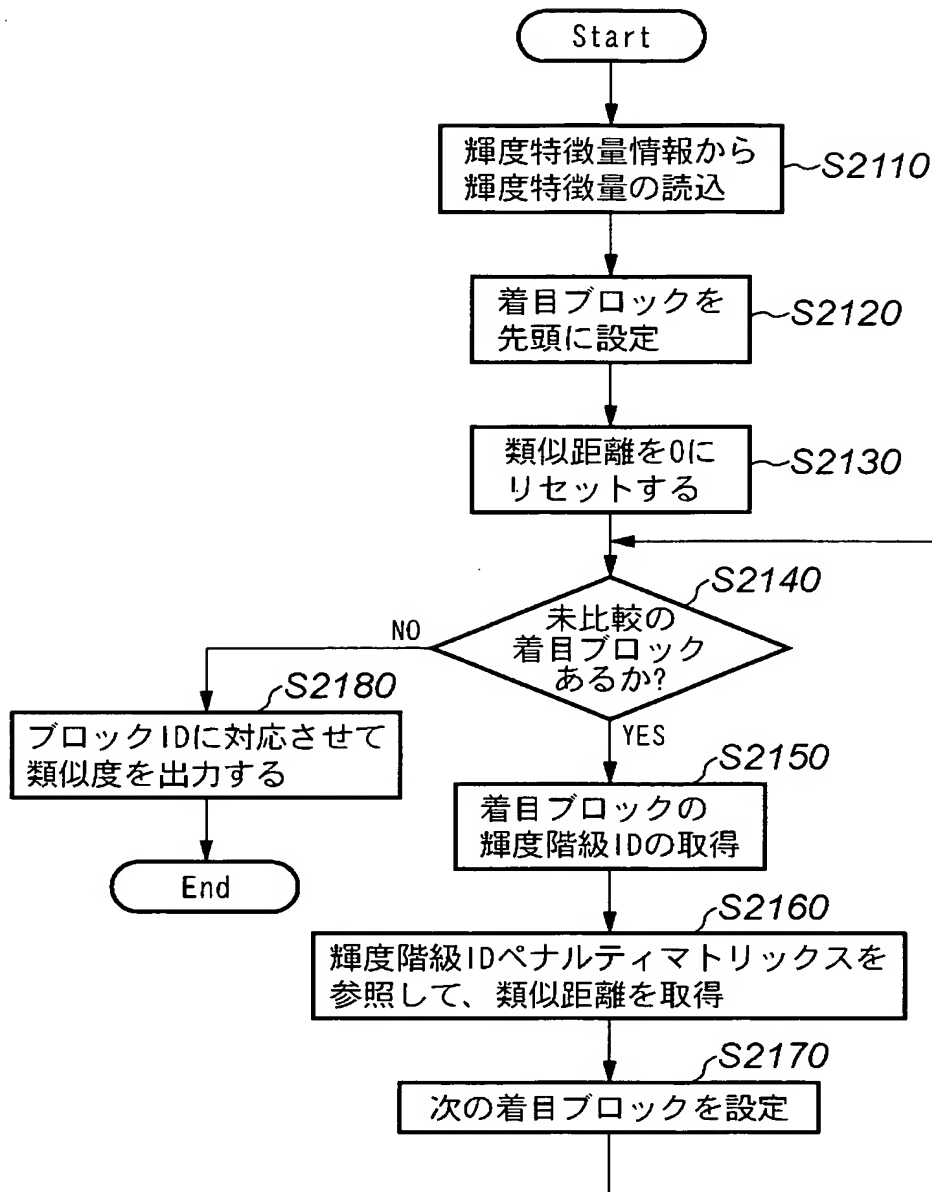 Start
輝度特徴量情報から
輝度特徴量の読込
S2110
着目ブロックを
先頭に設定
S2120
類似距離を0に
リセットする
S2130
S2140
未比較の
着目ブロック
あるか?
NO
YES
S2180
ブロックIDに対応させて
類似度を出力する
End
S2150
着目ブロックの
輝度階級IDの取得
S2160
輝度階級IDペナルティマトリックスを
参照して、類似距離を取得
S2170
次の着目ブロックを設定